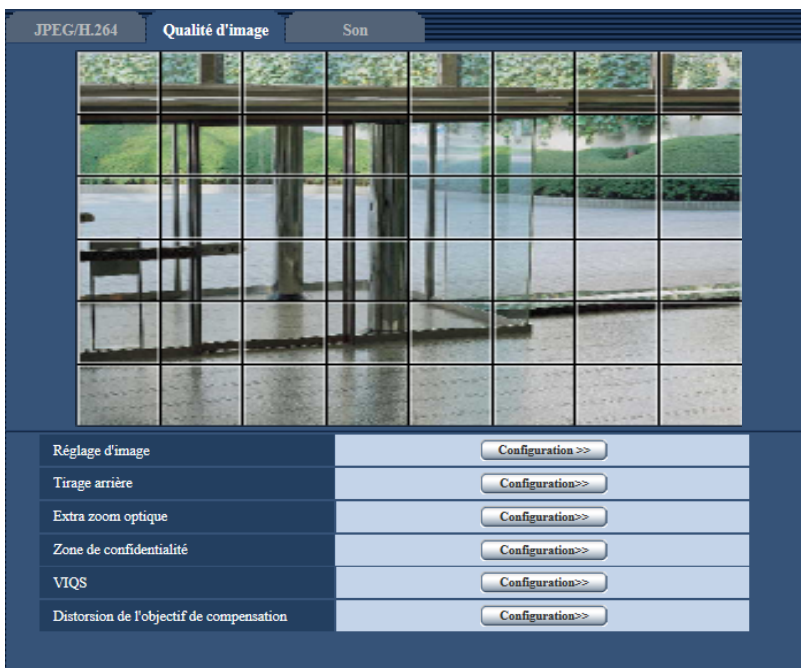 JPEG/H.264
Qualité d'image
Son
Réglage d'image
Configuration >>
Tirage arrière
Configuration>>
Extra zoom optique
Configuration>>
Zone de confidentialité
Configuration>>
VIQS
Configuration>>
Distorsion de l'objectif de compensation
Configuration>>